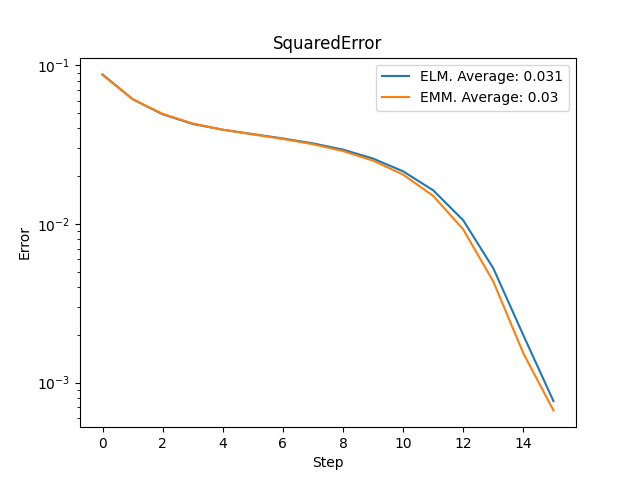 SquaredError
ELM. Average: 0.031
EMM. Average: 0.03
Error
10⁻¹
10⁻²
10⁻³
0 2 4 6 8 10 12 14
Step